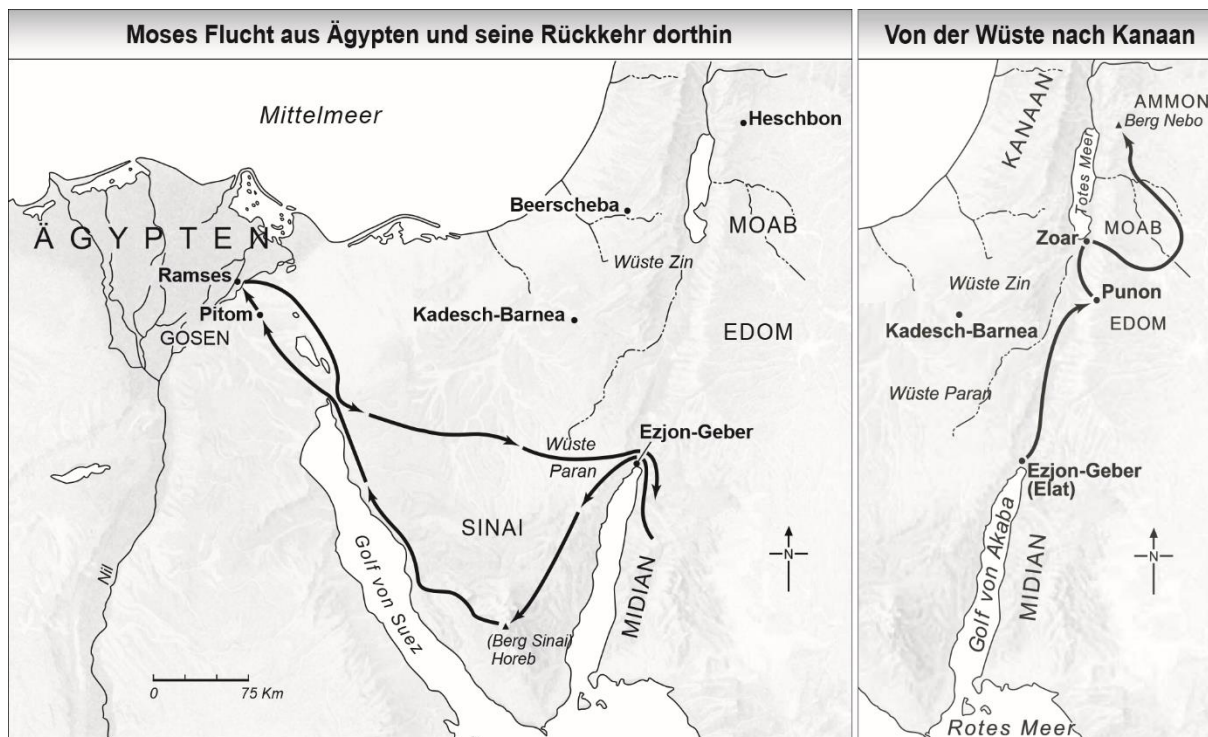 Moses Flucht aus Ägypten und seine Rückkehr dorthin
Mittelmeer
Heschbon
Beerscheba
ÄGYPTEN
MOAB
Wüste Zin
Ramses
Pitom
Kadesch-Barnea
GOSEN
EDOM
Ezjon-Geber
Wüste
Paran
SINAI
Golf von Suez
Nil
MIDIAN
(Berg Sinai)
Horeb
N
0 75 Km
Von der Wüste nach Kanaan
KANAAN
AMMON
Berg Nebo
Rotes Meer
MOAB
Zoar
Wüste Zin
Punon
Kadesch-Barnea
EDOM
Wüste Paran
Ezjon-Geber
(Elat)
Golf von Akaba
MIDIAN
N
Rotes Meer